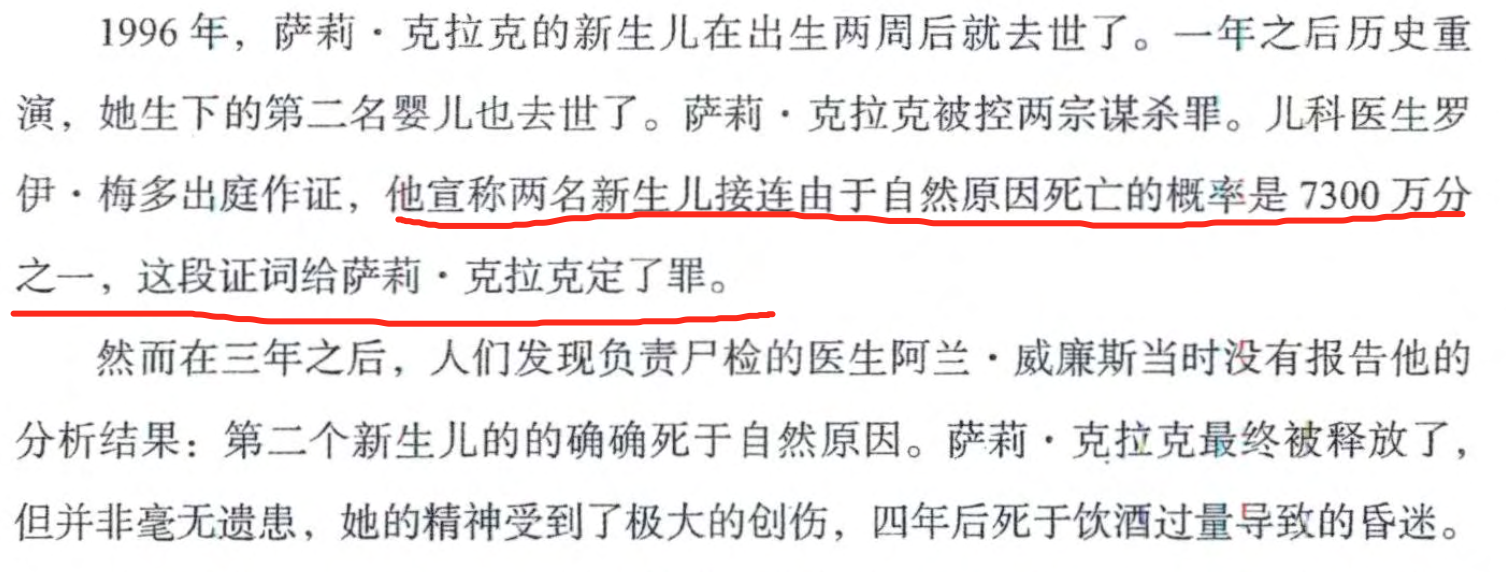 1996 年，萨莉·克拉克的新生儿在出生两周后就去世了。一年之后历史重
演，她生下的第二名婴儿也去世了。萨莉·克拉克被控两宗谋杀罪。儿科医生罗
伊·梅多出庭作证，他宣称两名新生儿接连由于自然原因死亡的概率是 7300 万分
之一，这段证词给萨莉·克拉克定了罪。
然而在三年之后，人们发现负责尸检的医生阿兰·威廉斯当时没有报告他的
分析结果：第二个新生儿的的确确死于自然原因。萨莉·克拉克最终被释放了，
但并非毫无遗患，她的精神受到了极大的创伤，四年后死于饮酒过量导致的昏迷。